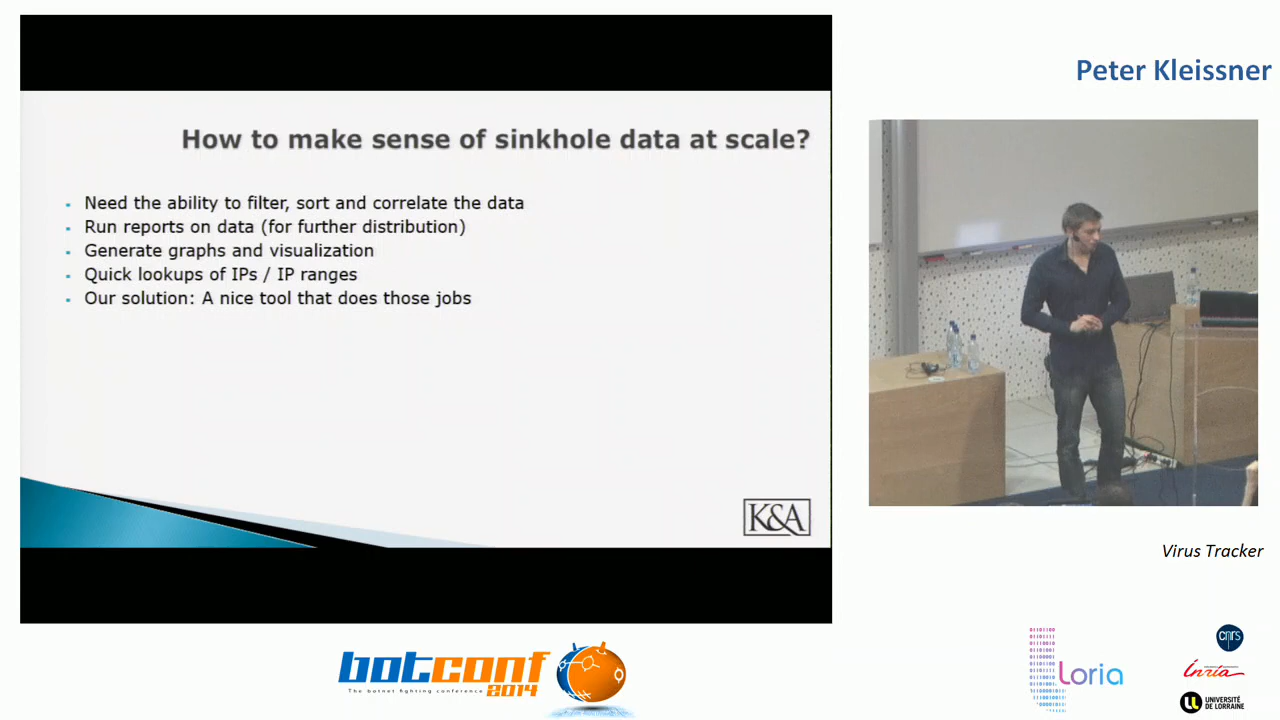 Peter Kleissner
How to make sense of sinkhole data at scale?
Need the ability to filter, sort and correlate the data
Run reports on data (for further distribution)
Generate graphs and visualization
Quick lookups of IPs / IP ranges
Our solution: A nice tool that does those jobs
K&A
Virus Tracker
botconf
The botnet fighting conference
2014
Loria
cnrs
Inria
UNIVERSITÉ
DE LORRAINE